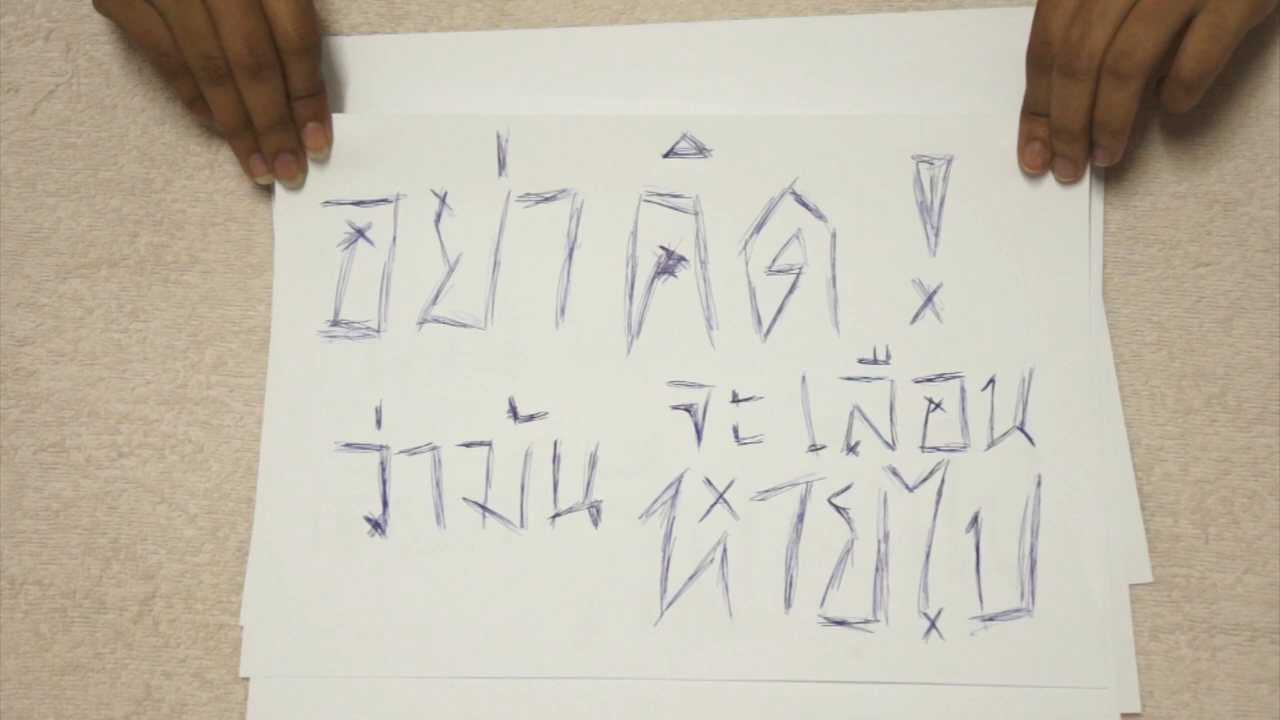 อย่าคิด !
ว่ามัน
จะเลือน
หายไป